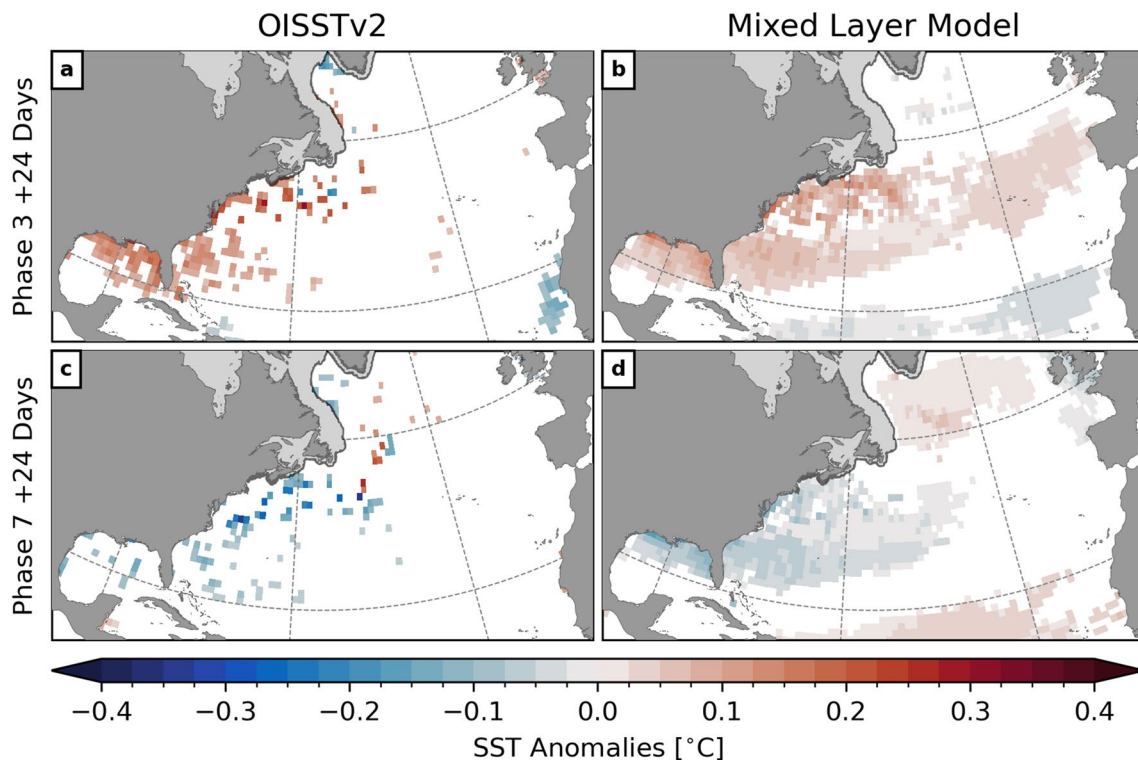 OISSTv2
Mixed Layer Model
Phase 3 +24 Days
a
b
Phase 7 +24 Days
c
d
−0.4 −0.3 −0.2 −0.1 0.0 0.1 0.2 0.3 0.4
SST Anomalies [°C]